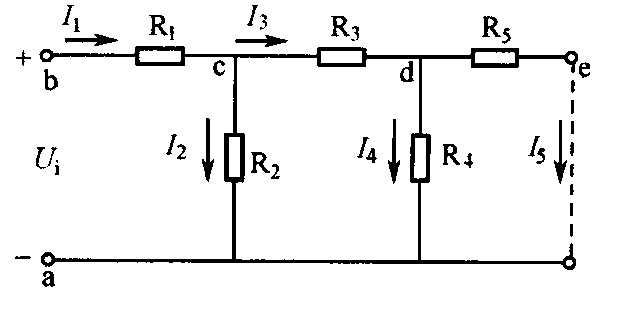 I₁ R₁ I₃ R₃ R₅
+ b c d e
I₂ R₂ I₄ R₄ I₅
Uᵢ
− a